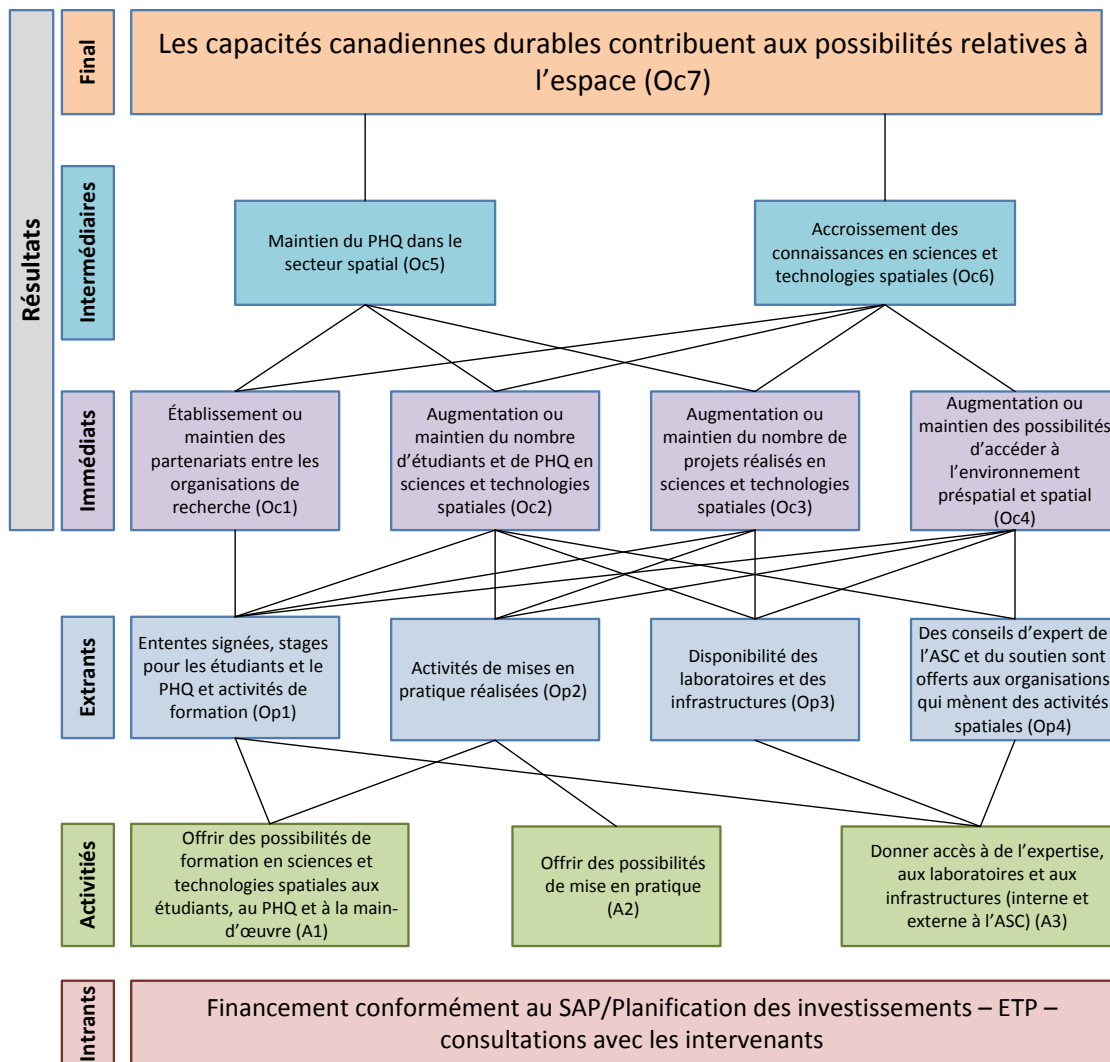 Résultats
Final
Les capacités canadiennes durables contribuent aux possibilités relatives à
l'espace (Oc7)
Intermédiaires
Maintien du PHQ dans le
secteur spatial (Oc5)
Accroissement des
connaissances en sciences et
technologies spatiales (Oc6)
Immédiats
Établissement ou
maintien des
partenariats entre les
organisations de
recherche (Oc1)
Augmentation ou
maintien du nombre
d'étudiants et de PHQ en
sciences et technologies
spatiales (Oc2)
Augmentation ou
maintien du nombre de
projets réalisés en
sciences et technologies
spatiales (Oc3)
Augmentation ou
maintien des possibilités
d'accéder à
l'environnement
préspatial et spatial
(Oc4)
Extrants
Ententes signées, stages
pour les étudiants et le
PHQ et activités de
formation (Op1)
Activités de mises en
pratique réalisées (Op2)
Disponibilité des
laboratoires et des
infrastructures (Op3)
Des conseils d'expert de
l'ASC et du soutien sont
offerts aux organisations
qui mènent des activités
spatiales (Op4)
Activitiés
Offrir des possibilités de
formation en sciences et
technologies spatiales aux
étudiants, au PHQ et à la main-
d'œuvre (A1)
Offrir des possibilités
de mise en pratique
(A2)
Donner accès à de l'expertise,
aux laboratoires et aux
infrastructures (interne et
externe à l'ASC) (A3)
Intrants
Financement conformément au SAP/Planification des investissements – ETP –
consultations avec les intervenants